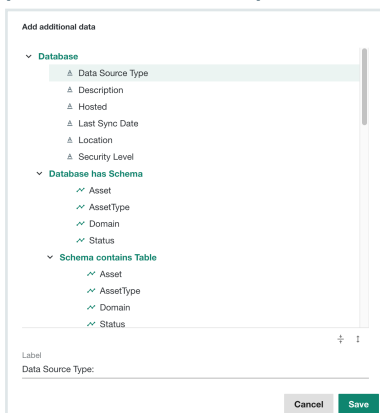 Add additional data
Database
Data Source Type
Description
Hosted
Last Sync Date
Location
Security Level
Database has Schema
Asset
AssetType
Domain
Status
Schema contains Table
Asset
AssetType
Domain
Status
Label
Data Source Type:
Cancel
Save